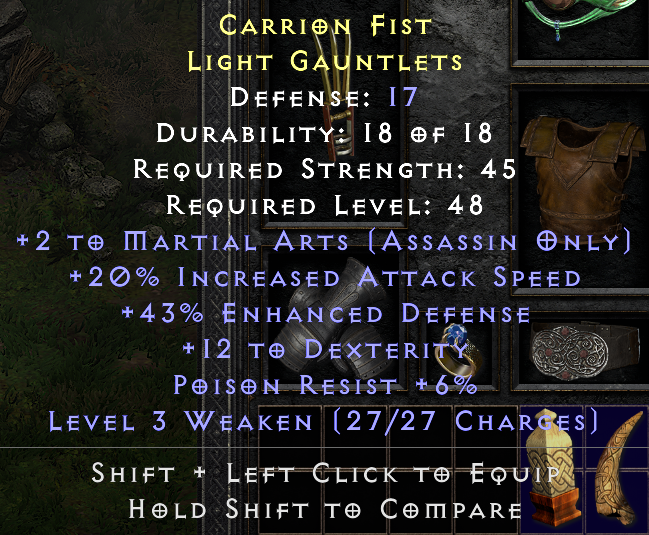 Carrion Fist
Light Gauntlets
Defense: 17
Durability: 18 of 18
Required Strength: 45
Required Level: 48
+2 to Martial Arts (Assassin Only)
+20% Increased Attack Speed
+43% Enhanced Defense
+12 to Dexterity
Poison Resist +6%
Level 3 Weaken (27/27 Charges)
Shift + Left Click to Equip
Hold Shift to Compare